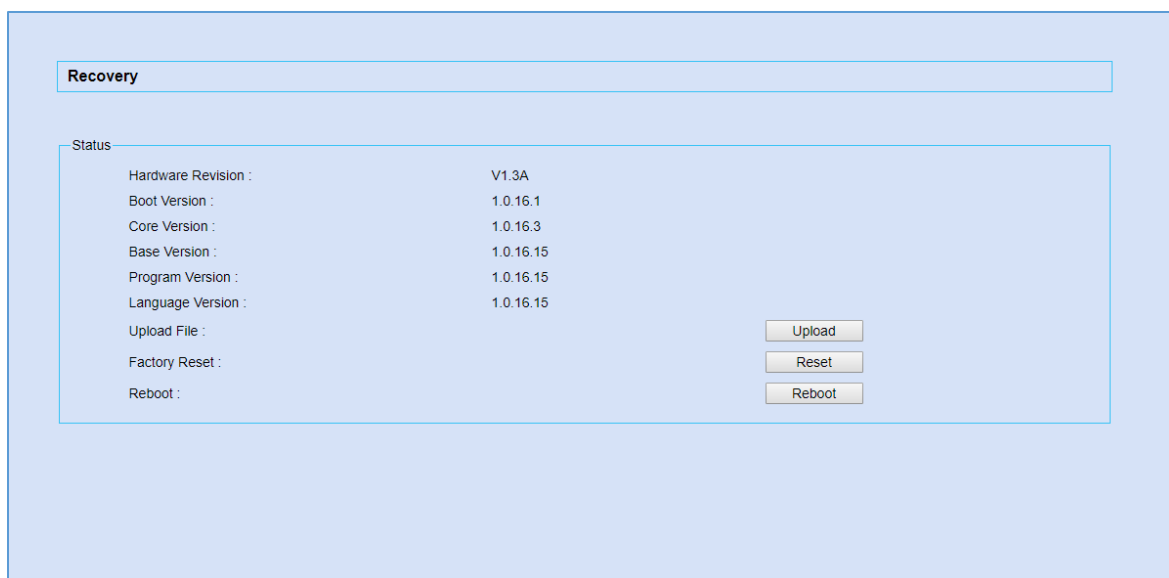 Recovery
Status
Hardware Revision : V1.3A
Boot Version : 1.0.16.1
Core Version : 1.0.16.3
Base Version : 1.0.16.15
Program Version : 1.0.16.15
Language Version : 1.0.16.15
Upload File : Upload
Factory Reset : Reset
Reboot : Reboot